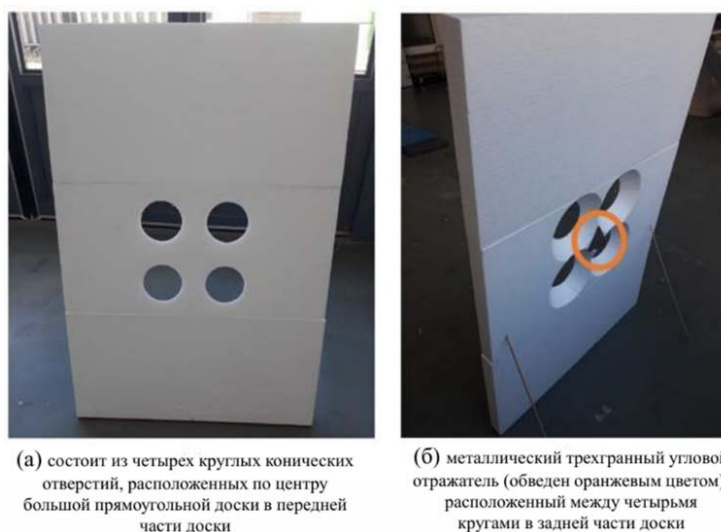 (а) состоит из четырех круглых конических
отверстий, расположенных по центру
большой прямоугольной доски в передней
части доски
(б) металлический трехгранный угловой
отражатель (обведен оранжевым цветом)
расположенный между четырьмя
кругами в задней части доски